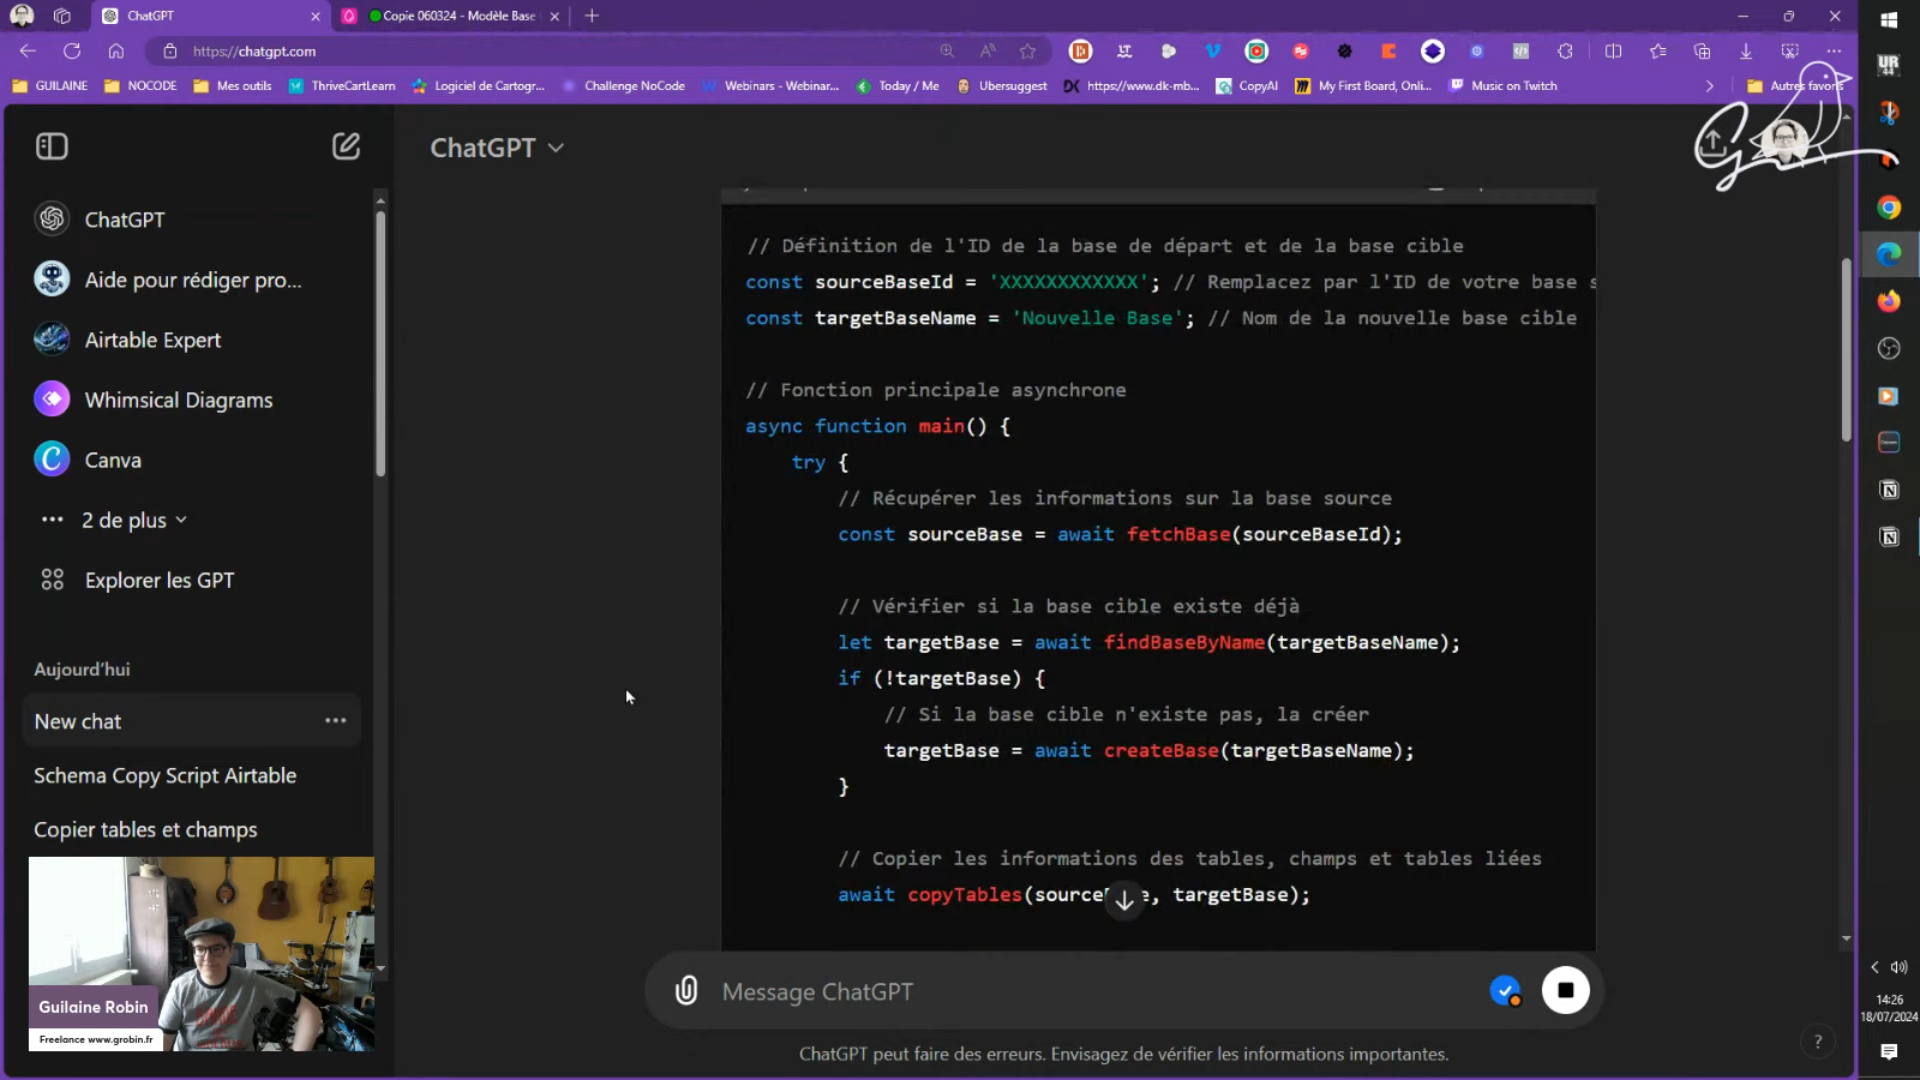 ChatGPT
Copie 060324 - Modèle Base
https://chatgpt.com
GUILAINE
NOCODE
Mes outils
ThriveCartLearn
Logiciel de Cartogr...
Challenge NoCode
Webinars - Webinar...
Today / Me
Ubersuggest
https://www.dk-mb...
CopyAI
My First Board, Onli...
Music on Twitch
Autres favoris
UR
44
ChatGPT
ChatGPT
Aide pour rédiger pro...
Airtable Expert
Whimsical Diagrams
Canva
2 de plus
Explorer les GPT
Aujourd'hui
New chat
Schema Copy Script Airtable
Copier tables et champs
Guilaine Robin
Freelance www.grobin.fr
// Définition de l'ID de la base de départ et de la base cible
const sourceBaseId = 'XXXXXXXXXXXX'; // Remplacez par l'ID de votre base s
const targetBaseName = 'Nouvelle Base'; // Nom de la nouvelle base cible
// Fonction principale asynchrone
async function main() {
try {
// Récupérer les informations sur la base source
const sourceBase = await fetchBase(sourceBaseId);
// Vérifier si la base cible existe déjà
let targetBase = await findBaseByName(targetBaseName);
if (!targetBase) {
// Si la base cible n'existe pas, la créer
targetBase = await createBase(targetBaseName);
}
// Copier les informations des tables, champs et tables liées
await copyTables(sourceB e, targetBase);
Message ChatGPT
ChatGPT peut faire des erreurs. Envisagez de vérifier les informations importantes.
?
14:26
18/07/2024